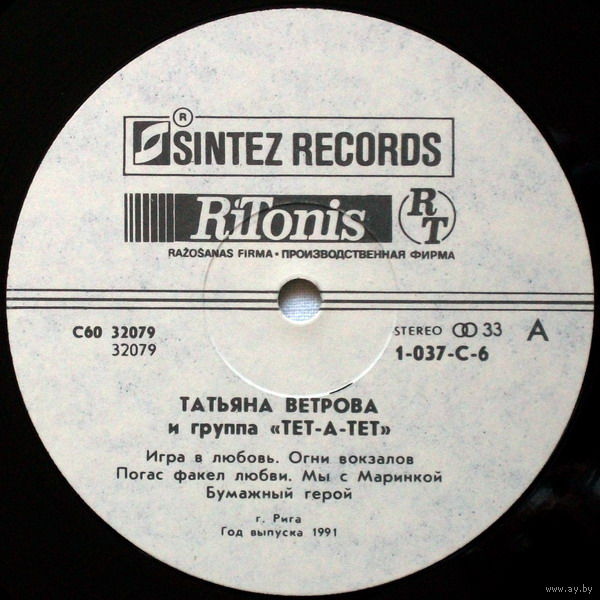 ®
SINTEZ RECORDS
RiTonis RT
RAŽOŠANAS FIRMA • ПРОИЗВОДСТВЕННАЯ ФИРМА
С60 32079 STEREO 33 A
32079 1-037-C-6
ТАТЬЯНА ВЕТРОВА
и группа «ТЕТ-А-ТЕТ»
Игра в любовь. Огни вокзалов
Погас факел любви. Мы с Маринкой
Бумажный герой
г. Рига
Год выпуска 1991
www.ay.by